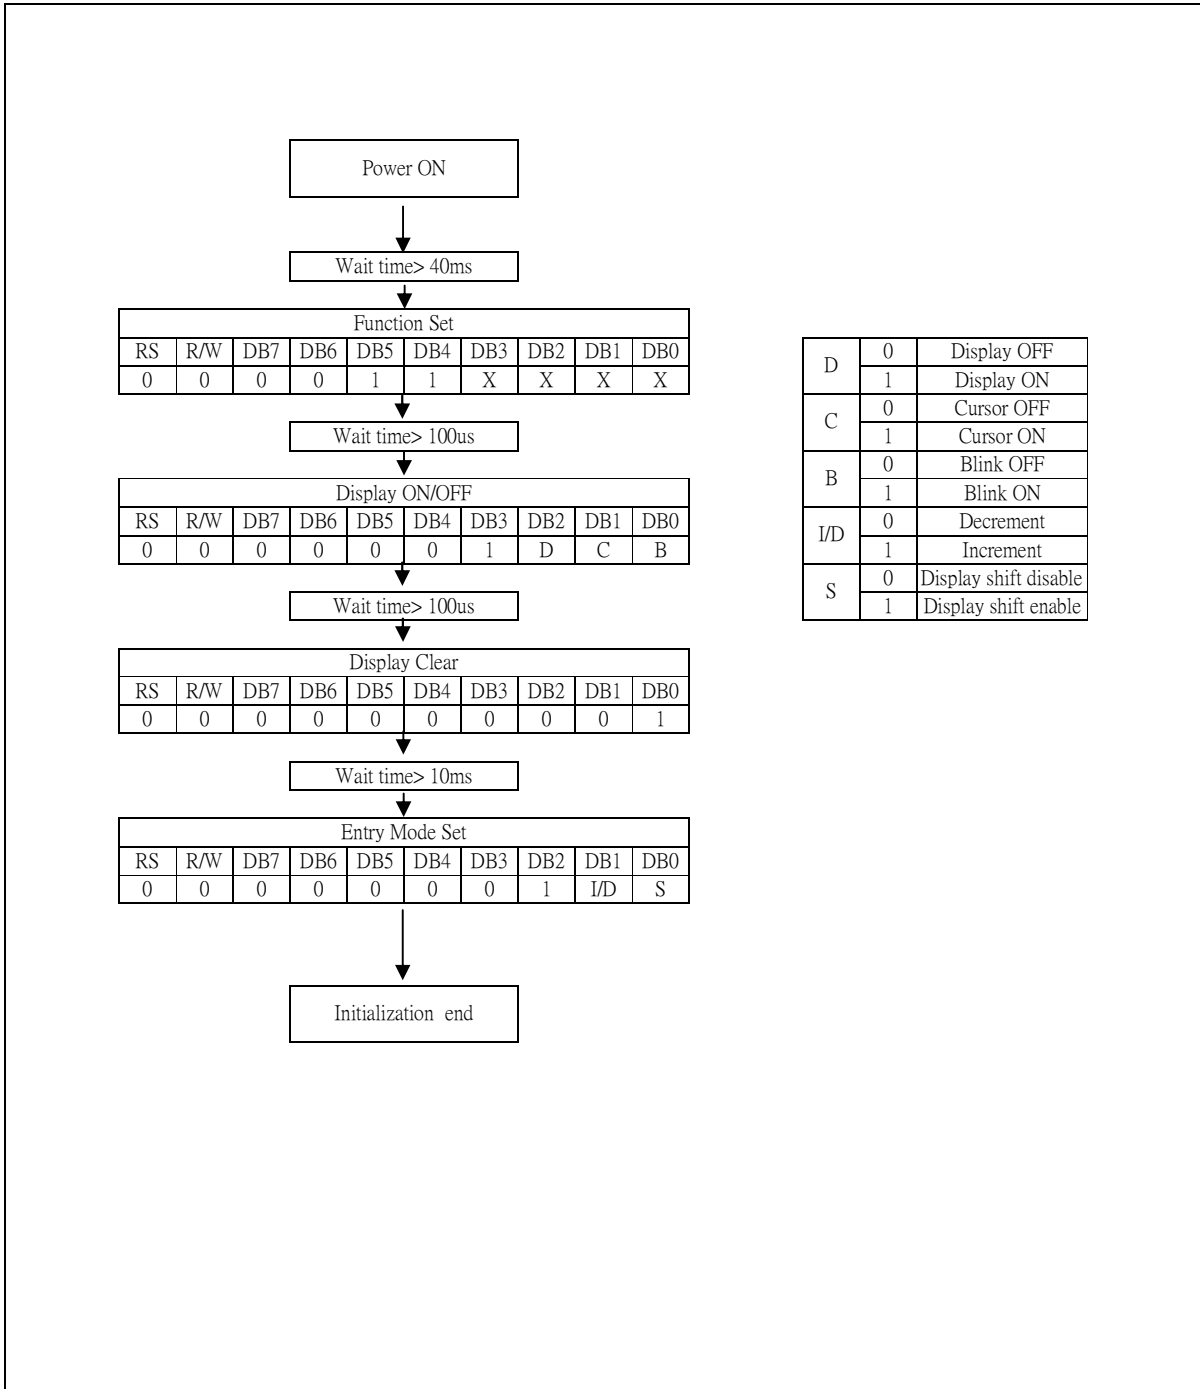 Power ON
Wait time> 40ms
Function Set
RS R/W DB7 DB6 DB5 DB4 DB3 DB2 DB1 DB0
0 0 0 0 1 1 X X X X
Wait time> 100us
Display ON/OFF
RS R/W DB7 DB6 DB5 DB4 DB3 DB2 DB1 DB0
0 0 0 0 0 0 1 D C B
Wait time> 100us
Display Clear
RS R/W DB7 DB6 DB5 DB4 DB3 DB2 DB1 DB0
0 0 0 0 0 0 0 0 0 1
Wait time> 10ms
Entry Mode Set
RS R/W DB7 DB6 DB5 DB4 DB3 DB2 DB1 DB0
0 0 0 0 0 0 0 1 I/D S
Initialization end
D 0 Display OFF
1 Display ON
C 0 Cursor OFF
1 Cursor ON
B 0 Blink OFF
1 Blink ON
I/D 0 Decrement
1 Increment
S 0 Display shift disable
1 Display shift enable